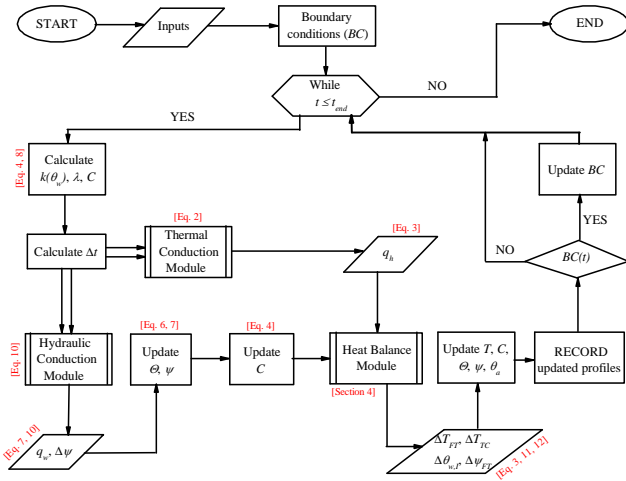 START
Inputs
Boundary
conditions (BC)
END
While
t ≤ t_end
NO
YES
[Eq. 4, 8]
Calculate
k(θ_w), λ, C
Update BC
YES
NO
BC(t)
Calculate Δt
[Eq. 2]
Thermal
Conduction
Module
[Eq. 3]
q_h
[Eq. 10]
Hydraulic
Conduction
Module
[Eq. 6, 7]
Update
Θ, ψ
[Eq. 4]
Update
C
Heat Balance
Module
[Section 4]
Update T, C,
Θ, ψ, θ_a
RECORD
updated profiles
[Eq. 7, 10]
q_w, Δψ
ΔT_FT, ΔT_TC
Δθ_w,f, Δψ_FT
[Eq. 3, 11, 12]